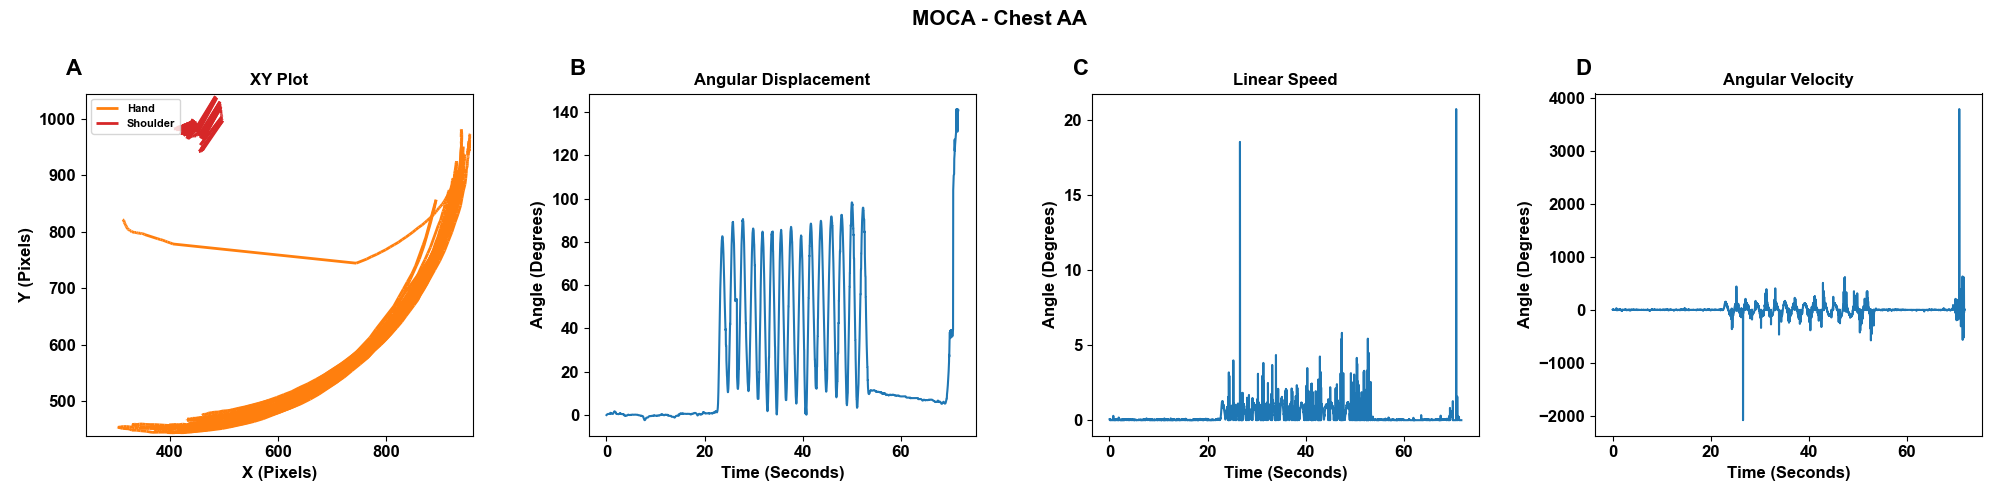 MOCA - Chest AA
A
XY Plot
Hand
Shoulder
1000
900
800
700
600
500
400
600
800
Y (Pixels)
X (Pixels)
B
Angular Displacement
140
120
100
80
60
40
20
0
0
20
40
60
Angle (Degrees)
Time (Seconds)
C
Linear Speed
20
15
10
5
0
0
20
40
60
Angle (Degrees)
Time (Seconds)
D
Angular Velocity
4000
3000
2000
1000
0
−1000
−2000
0
20
40
60
Angle (Degrees)
Time (Seconds)